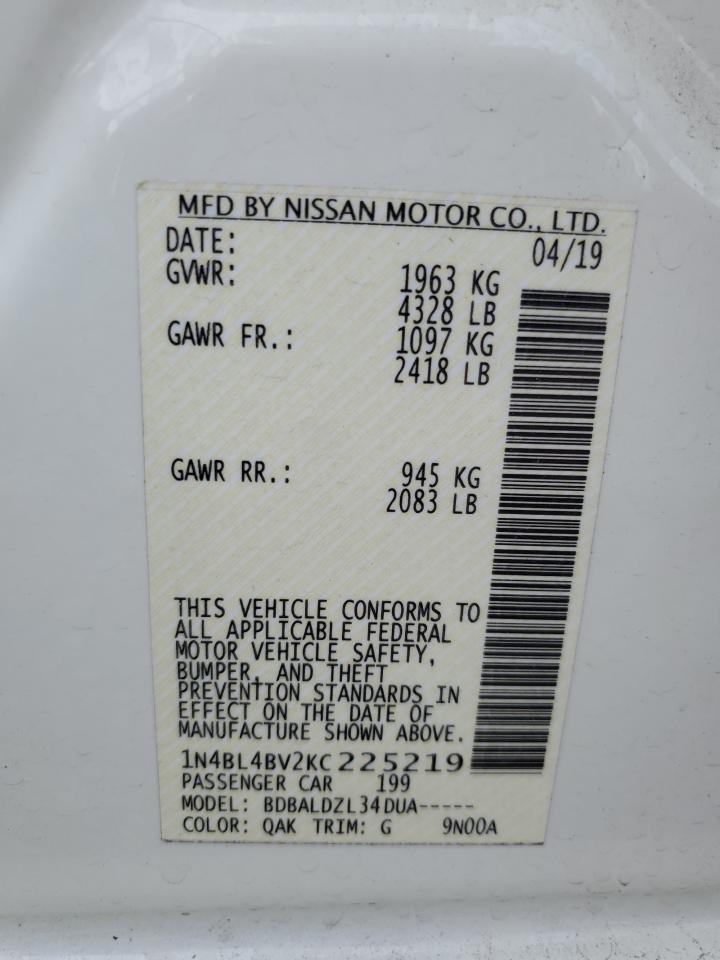 MFD BY NISSAN MOTOR CO., LTD.
DATE: 04/19
GVWR: 1963 KG
4328 LB
GAWR FR.: 1097 KG
2418 LB
GAWR RR.: 945 KG
2083 LB
THIS VEHICLE CONFORMS TO
ALL APPLICABLE FEDERAL
MOTOR VEHICLE SAFETY,
BUMPER, AND THEFT
PREVENTION STANDARDS IN
EFFECT ON THE DATE OF
MANUFACTURE SHOWN ABOVE.
1N4BL4BV2KC225219
PASSENGER CAR 199
MODEL: BDBALDZL34DUA-----
COLOR: QAK TRIM: G 9N00A